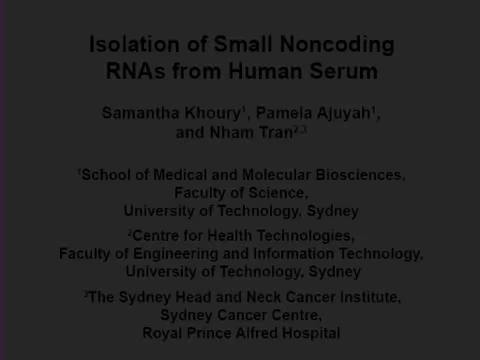 Isolation of Small Noncoding
RNAs from Human Serum
Samantha Khoury¹, Pamela Ajuyah¹,
and Nham Tran²,³
¹School of Medical and Molecular Biosciences,
Faculty of Science,
University of Technology, Sydney
²Centre for Health Technologies,
Faculty of Engineering and Information Technology,
University of Technology, Sydney
³The Sydney Head and Neck Cancer Institute,
Sydney Cancer Centre,
Royal Prince Alfred Hospital